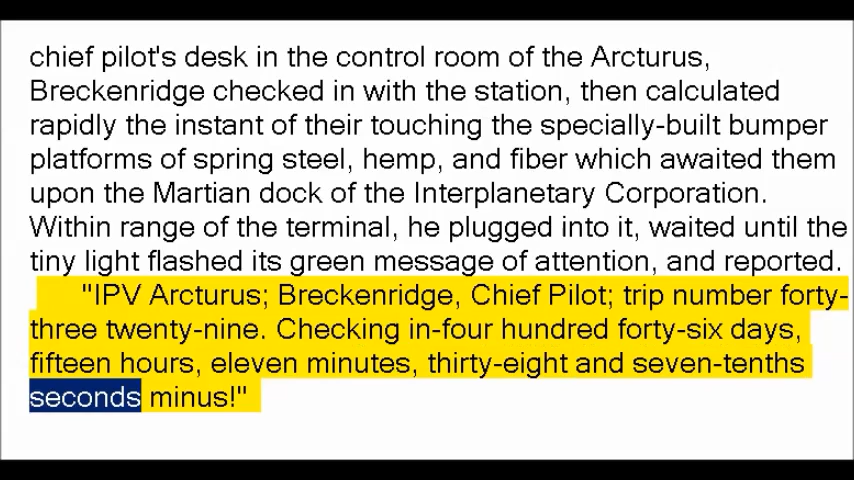 chief pilot's desk in the control room of the Arcturus,
Breckenridge checked in with the station, then calculated
rapidly the instant of their touching the specially-built bumper
platforms of spring steel, hemp, and fiber which awaited them
upon the Martian dock of the Interplanetary Corporation.
Within range of the terminal, he plugged into it, waited until the
tiny light flashed its green message of attention, and reported.
"IPV Arcturus; Breckenridge, Chief Pilot; trip number forty-
three twenty-nine. Checking in-four hundred forty-six days,
fifteen hours, eleven minutes, thirty-eight and seven-tenths
seconds minus!"